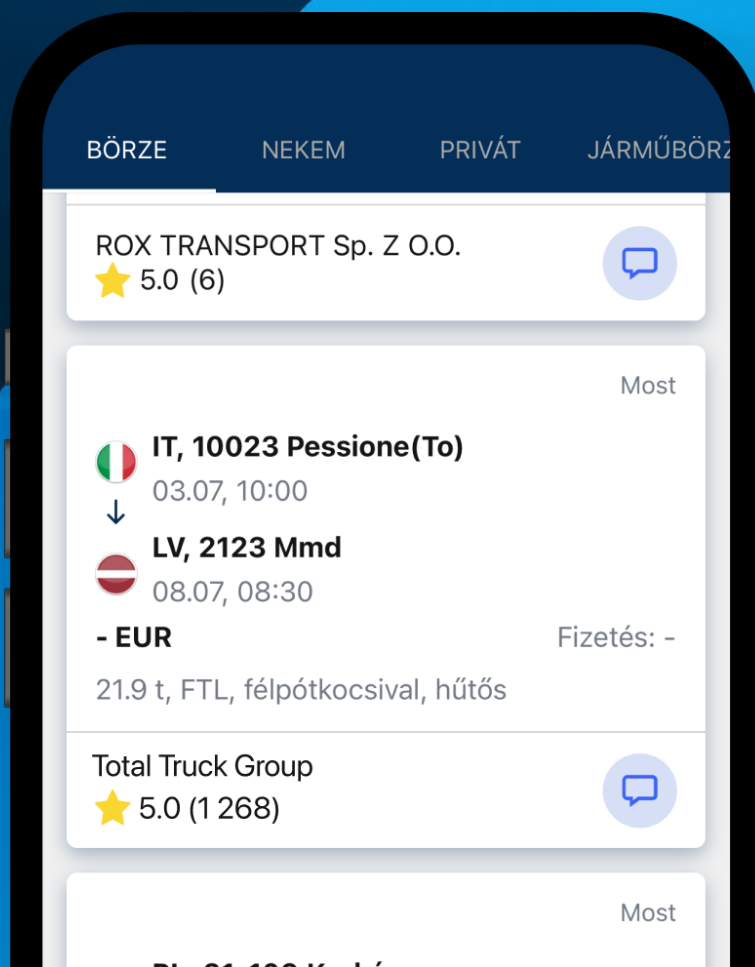 BÖRZE NEKEM PRIVÁT JÁRMŰBÖRZ
ROX TRANSPORT Sp. Z O.O.
5.0 (6)
Most
IT, 10023 Pessione(To)
03.07, 10:00
LV, 2123 Mmd
08.07, 08:30
- EUR Fizetés: -
21.9 t, FTL, félpótkocsival, hűtős
Total Truck Group
5.0 (1 268)
Most